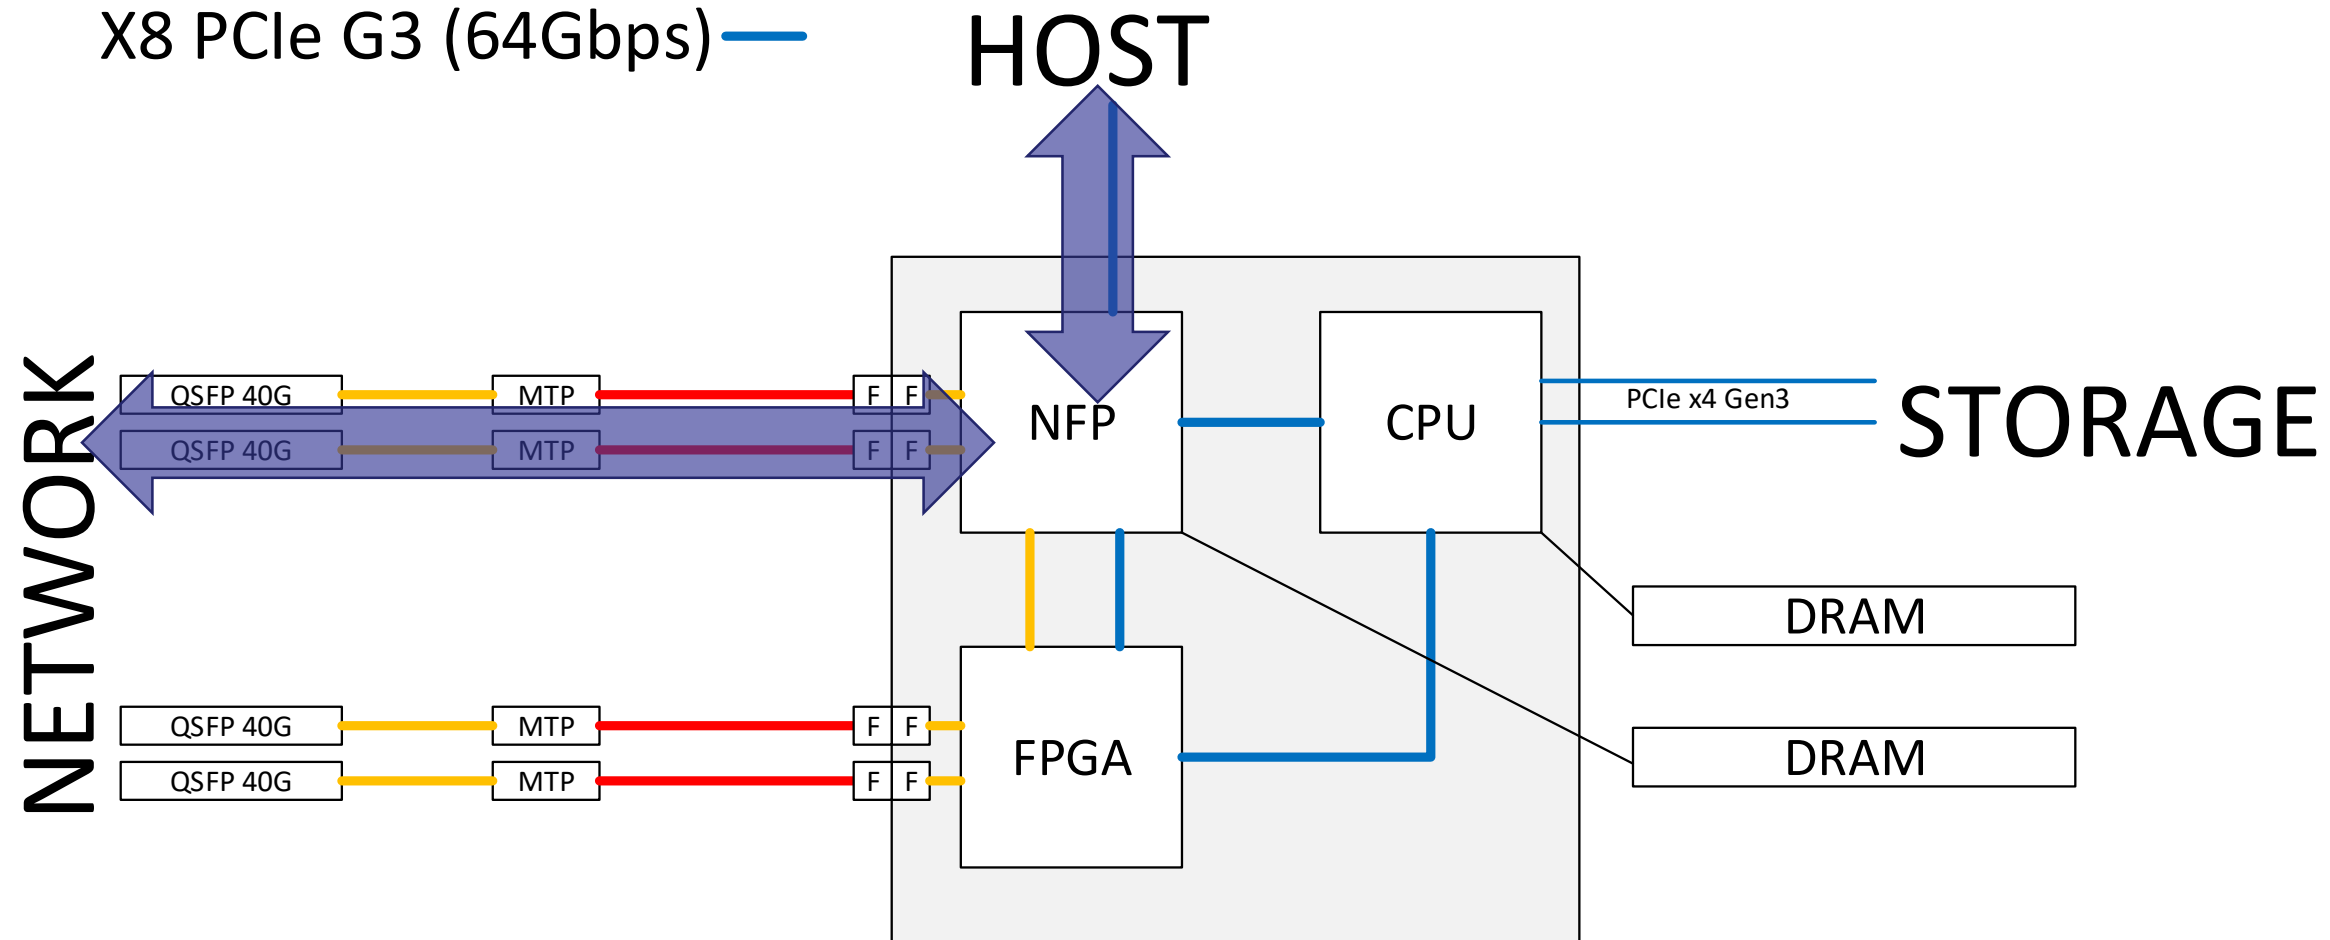 X8 PCIe G3 (64Gbps)
HOST
NETWORK
QSFP 40G
MTP
F
F
QSFP 40G
MTP
F
F
NFP
CPU
PCIe x4 Gen3
STORAGE
DRAM
QSFP 40G
MTP
F
F
QSFP 40G
MTP
F
F
FPGA
DRAM